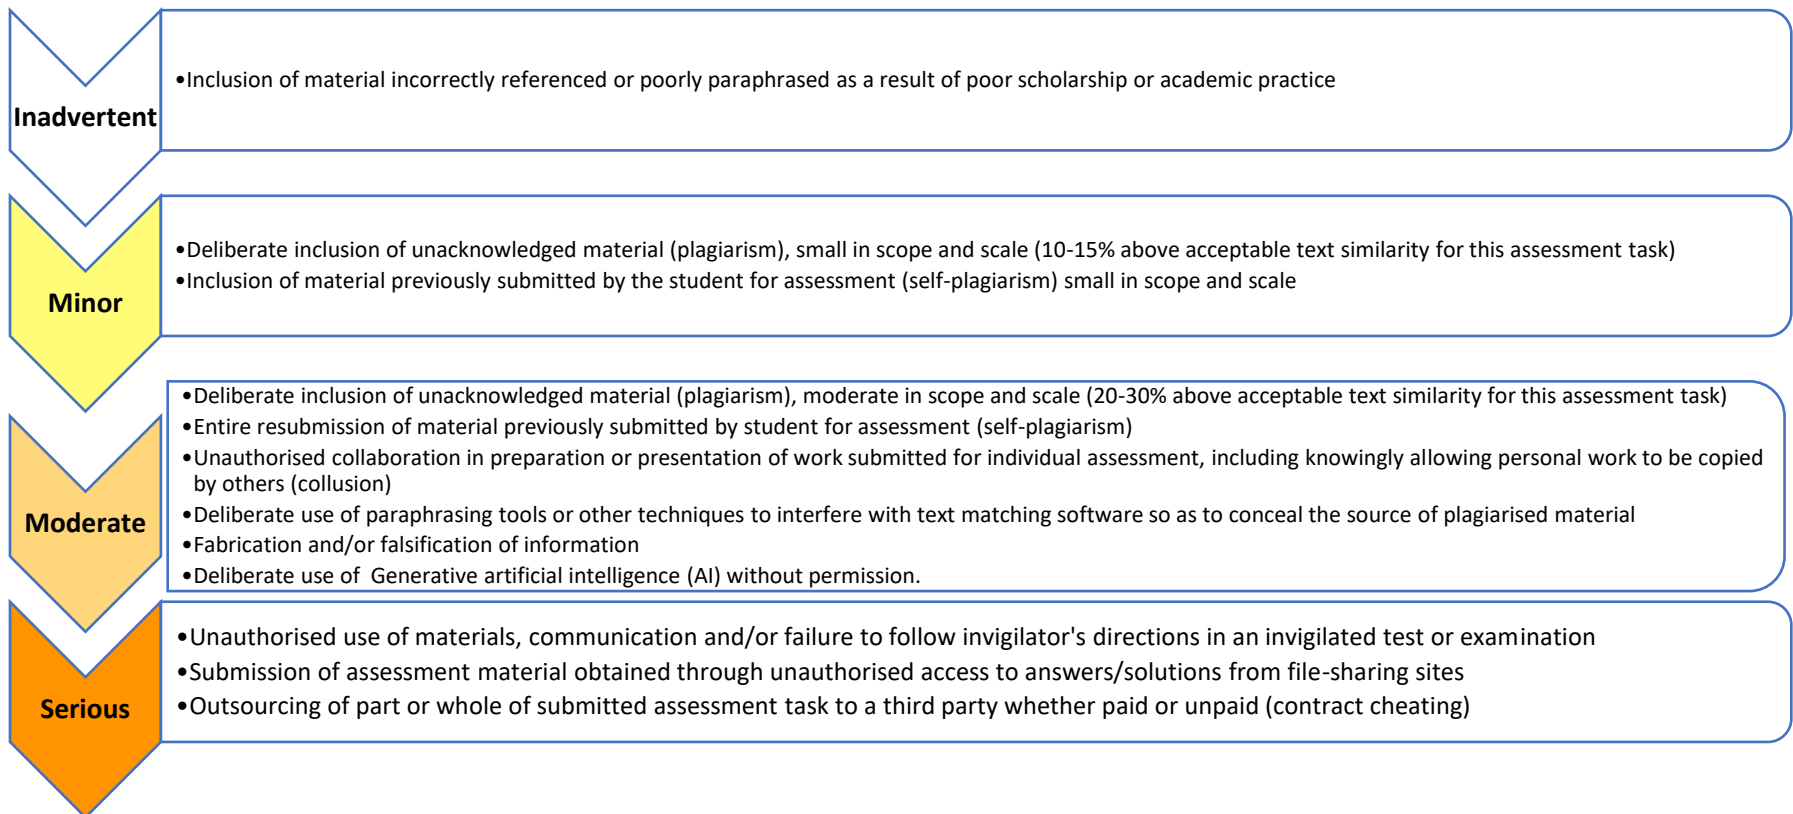 Inadvertent
•Inclusion of material incorrectly referenced or poorly paraphrased as a result of poor scholarship or academic practice
Minor
•Deliberate inclusion of unacknowledged material (plagiarism), small in scope and scale (10-15% above acceptable text similarity for this assessment task)
•Inclusion of material previously submitted by the student for assessment (self-plagiarism) small in scope and scale
Moderate
•Deliberate inclusion of unacknowledged material (plagiarism), moderate in scope and scale (20-30% above acceptable text similarity for this assessment task)
•Entire resubmission of material previously submitted by student for assessment (self-plagiarism)
•Unauthorised collaboration in preparation or presentation of work submitted for individual assessment, including knowingly allowing personal work to be copied
by others (collusion)
•Deliberate use of paraphrasing tools or other techniques to interfere with text matching software so as to conceal the source of plagiarised material
•Fabrication and/or falsification of information
•Deliberate use of  Generative artificial intelligence (AI) without permission.
Serious
•Unauthorised use of materials, communication and/or failure to follow invigilator's directions in an invigilated test or examination
•Submission of assessment material obtained through unauthorised access to answers/solutions from file-sharing sites
•Outsourcing of part or whole of submitted assessment task to a third party whether paid or unpaid (contract cheating)